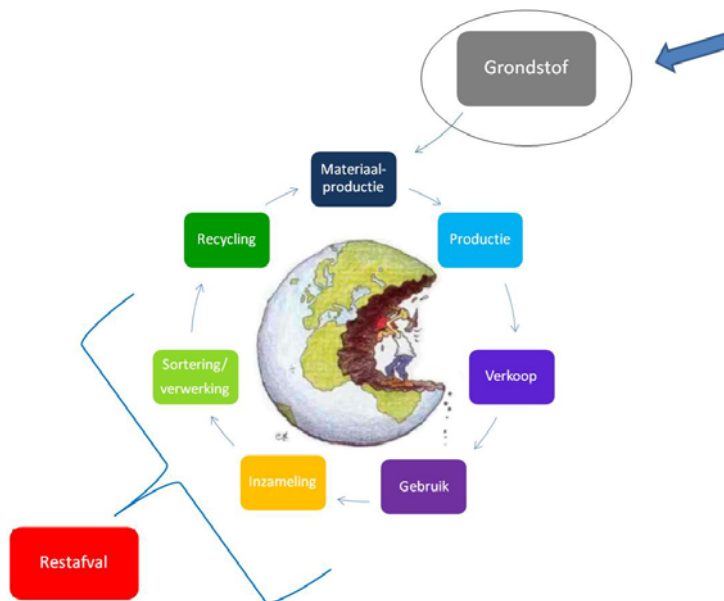 Grondstof
Materiaal-
productie
Recycling
Productie
Sortering/
verwerking
Verkoop
Inzameling
Gebruik
Restafval